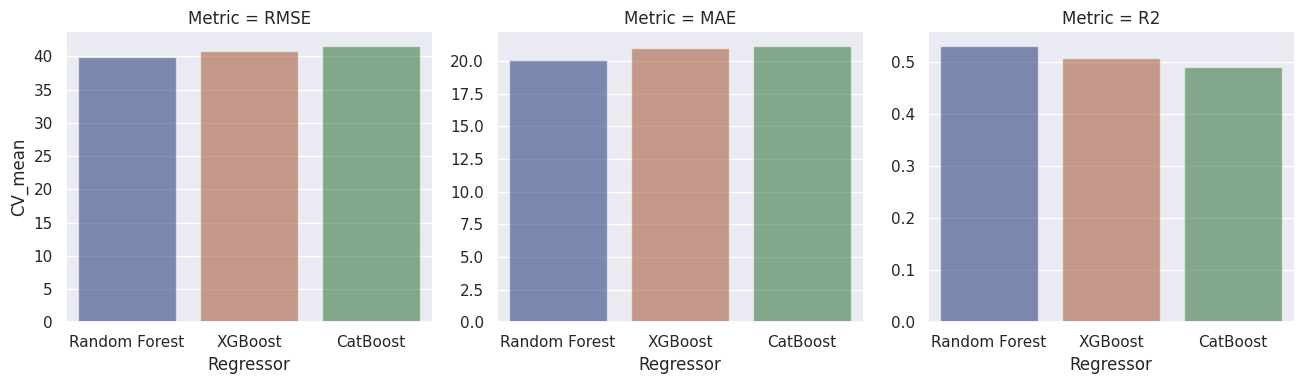 Metric = RMSE
CV_mean
40
35
30
25
20
15
10
5
0
Random Forest XGBoost CatBoost
Regressor
Metric = MAE
20.0
17.5
15.0
12.5
10.0
7.5
5.0
2.5
0.0
Random Forest XGBoost CatBoost
Regressor
Metric = R2
0.5
0.4
0.3
0.2
0.1
0.0
Random Forest XGBoost CatBoost
Regressor